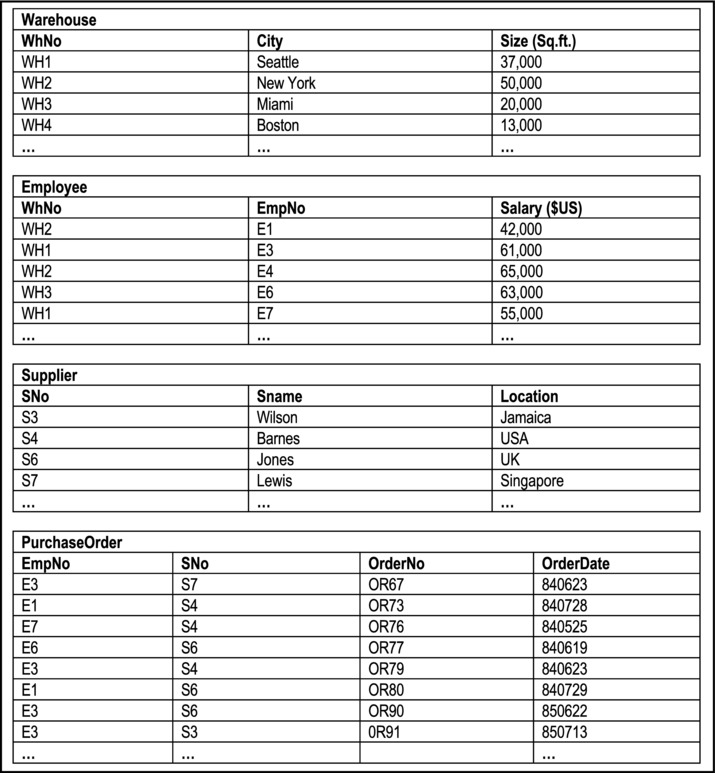 Warehouse
WhNo City Size (Sq.ft.)
WH1 Seattle 37,000
WH2 New York 50,000
WH3 Miami 20,000
WH4 Boston 13,000
... ... ...
Employee
WhNo EmpNo Salary ($US)
WH2 E1 42,000
WH1 E3 61,000
WH2 E4 65,000
WH3 E6 63,000
WH1 E7 55,000
... ... ...
Supplier
SNo Sname Location
S3 Wilson Jamaica
S4 Barnes USA
S6 Jones UK
S7 Lewis Singapore
... ... ...
PurchaseOrder
EmpNo SNo OrderNo OrderDate
E3 S7 OR67 840623
E1 S4 OR73 840728
E7 S4 OR76 840525
E6 S6 OR77 840619
E3 S4 OR79 840623
E1 S6 OR80 840729
E3 S6 OR90 850622
E3 S3 0R91 850713
... ... ...